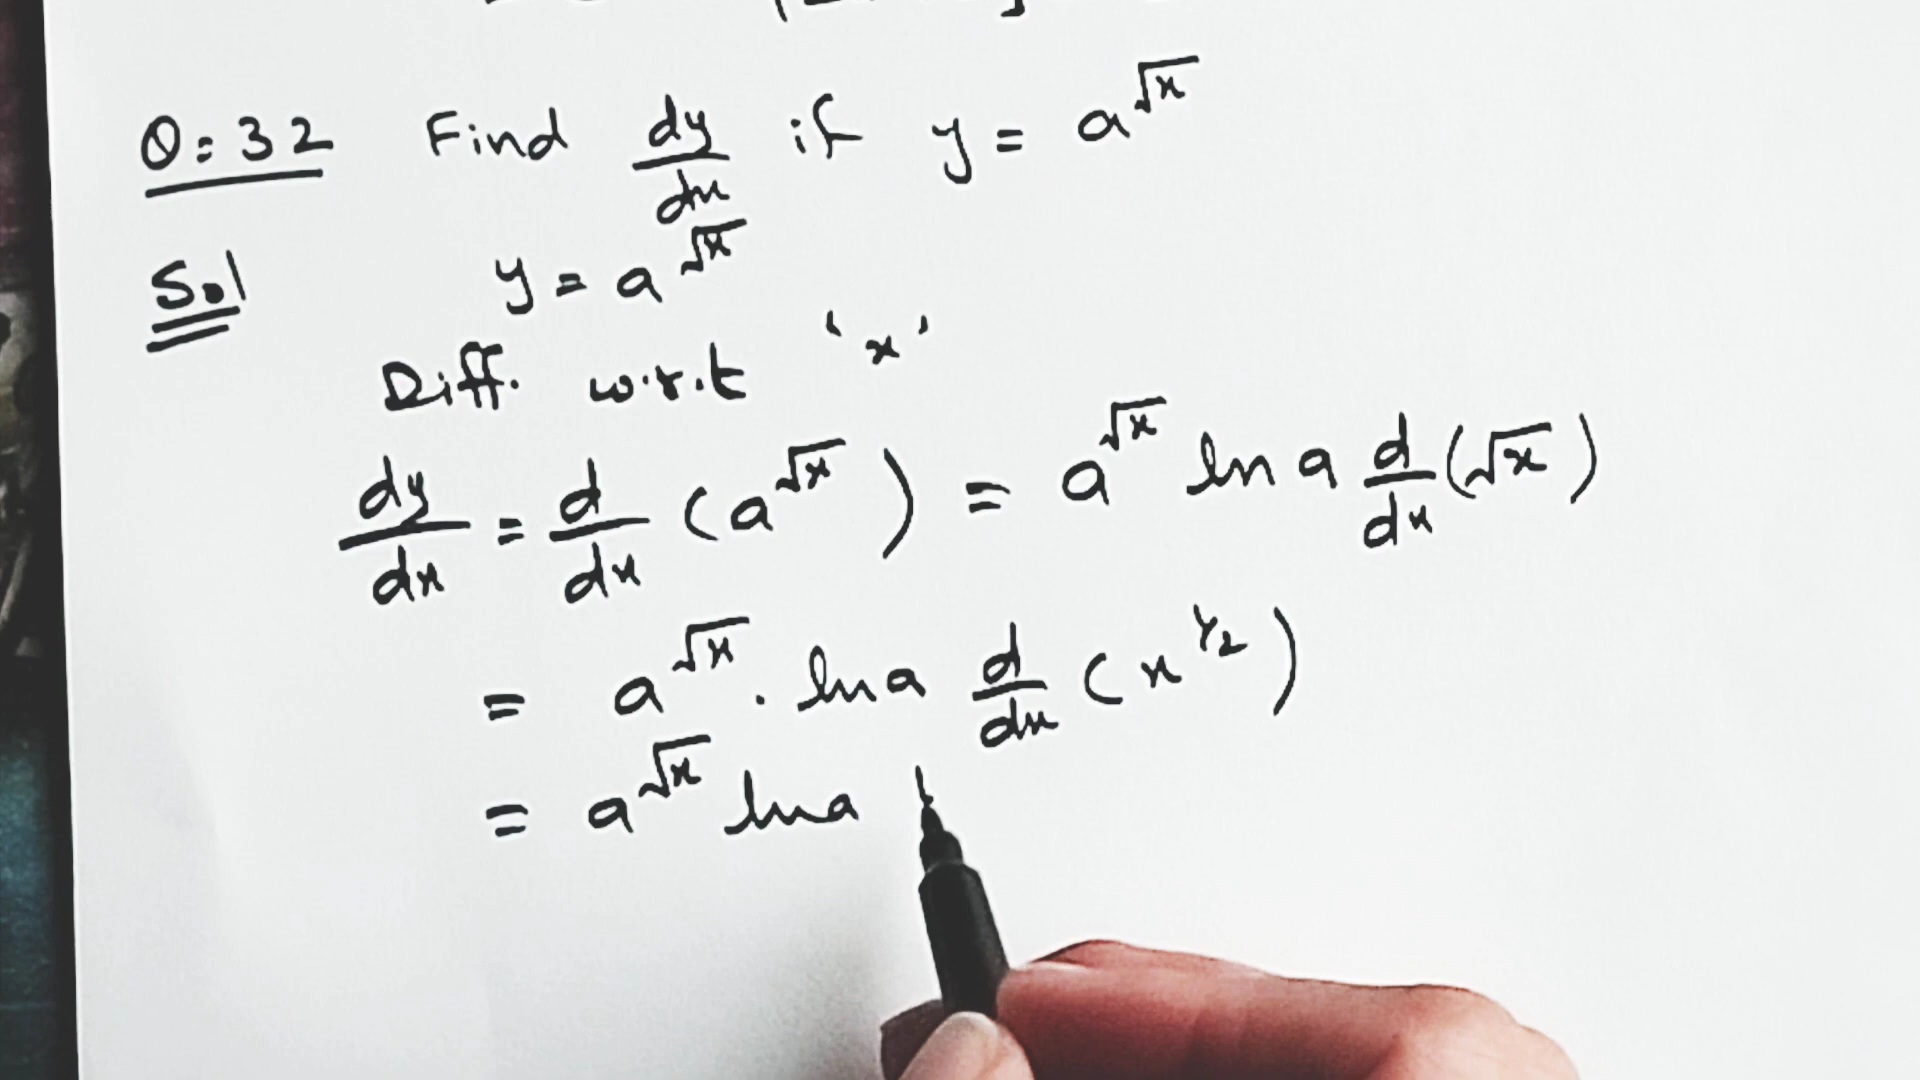 Q:32 Find dy/dx if y = a^√x
Sol y = a^√x
Diff. w.r.t 'x'
dy/dx = d/dx (a^√x) = a^√x ln a d/dx (√x)
= a^√x . ln a d/dx (x^1/2)
= a^√x ln a